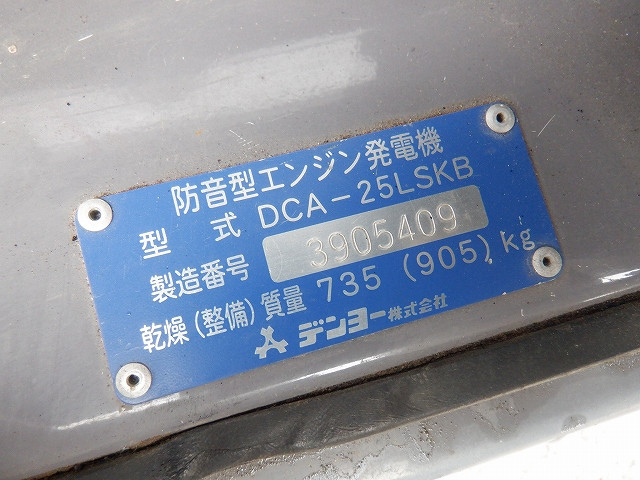 防音型エンジン発電機
型 式 DCA-25LSKB
製造番号 3905409
乾燥(整備)質量 735 (905) kg
デンヨー株式会社